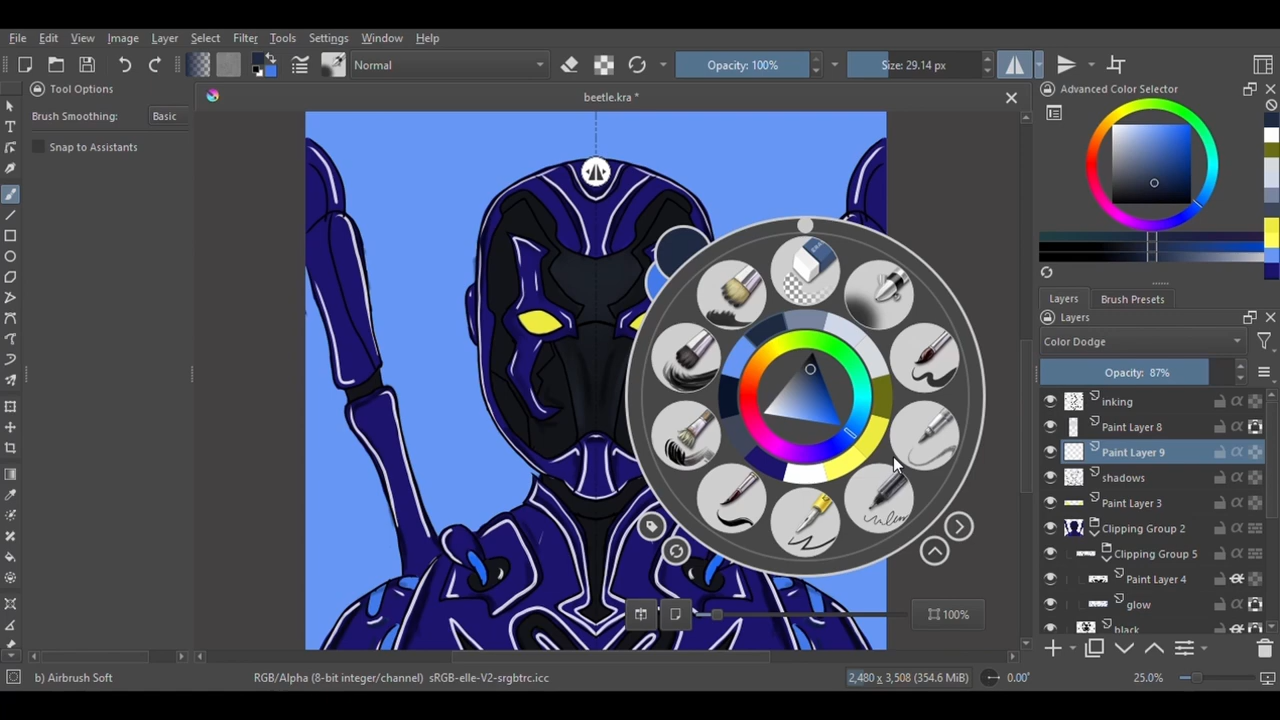 File Edit View Image Layer Select Filter Tools Settings Window Help
Normal Opacity: 100% Size: 29.14 px
Tool Options
beetle.kra *
Advanced Color Selector
Brush Smoothing: Basic
Snap to Assistants
Layers Brush Presets
Layers
Color Dodge
Opacity: 87%
inking
Paint Layer 8
Paint Layer 9
shadows
Paint Layer 3
Clipping Group 2
Clipping Group 5
Paint Layer 4
glow
black
100%
b) Airbrush Soft RGB/Alpha (8-bit integer/channel) sRGB-elle-V2-srgbtrc.icc 2,480 x 3,508 (354.6 MiB) 0.00° 25.0%